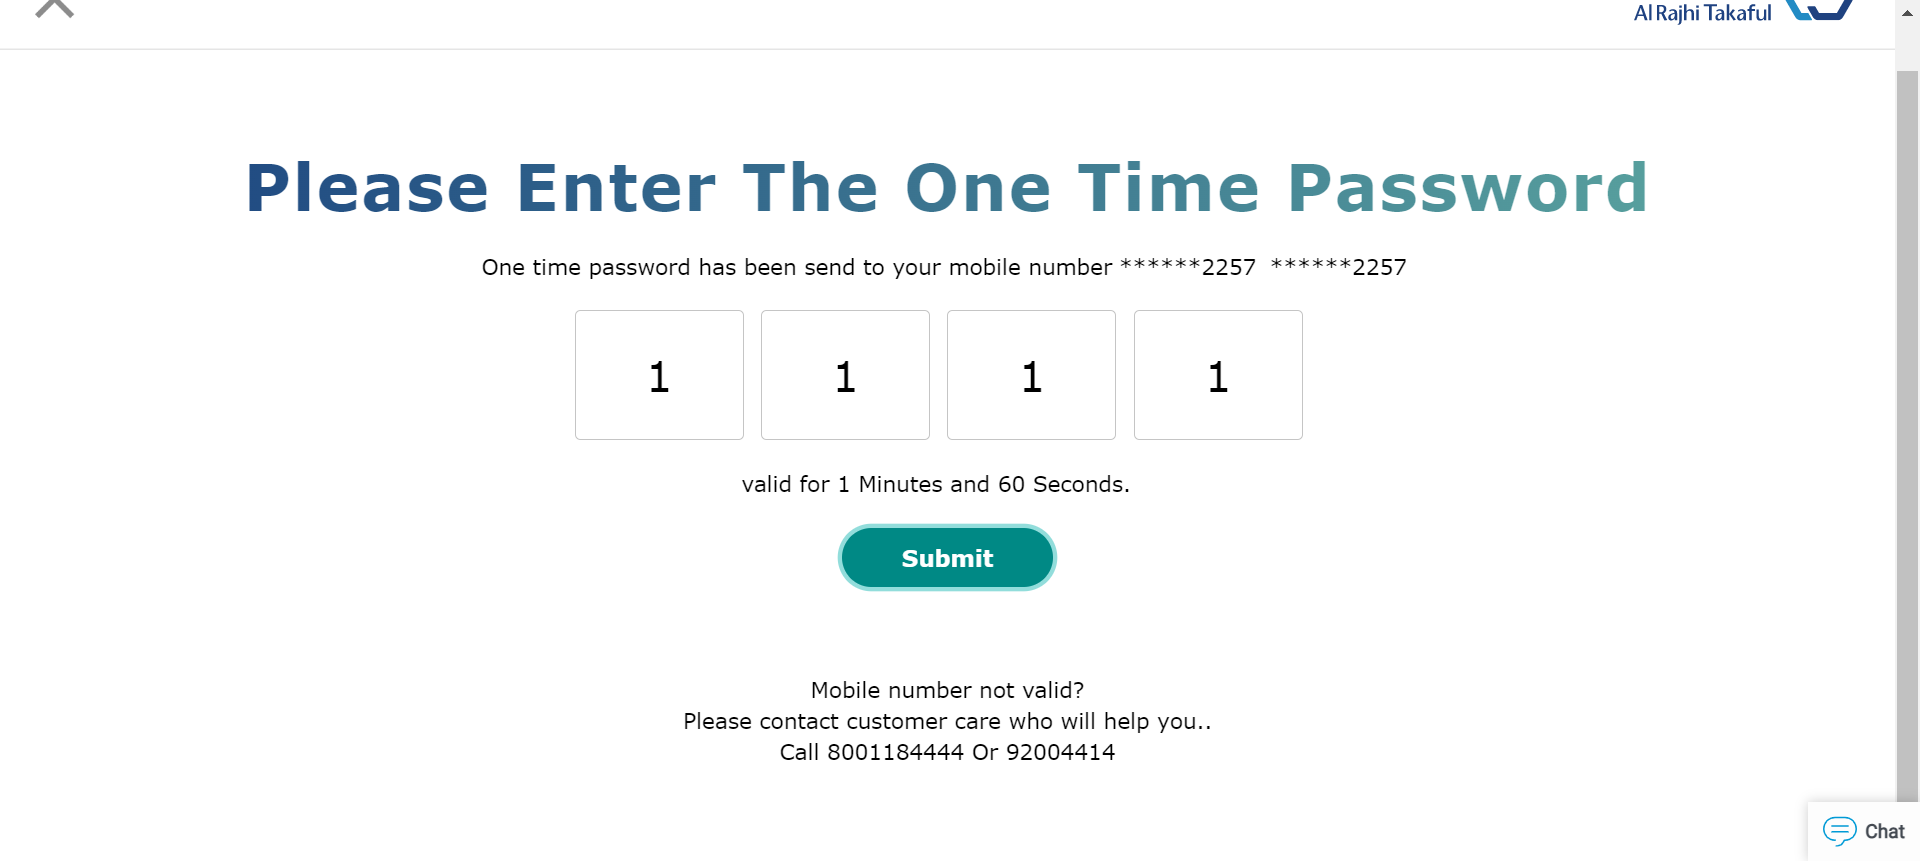 Al Rajhi Takaful
Please Enter The One Time Password
One time password has been send to your mobile number ******2257 ******2257
1 1 1 1
valid for 1 Minutes and 60 Seconds.
Submit
Mobile number not valid?
Please contact customer care who will help you..
Call 8001184444 Or 92004414
Chat